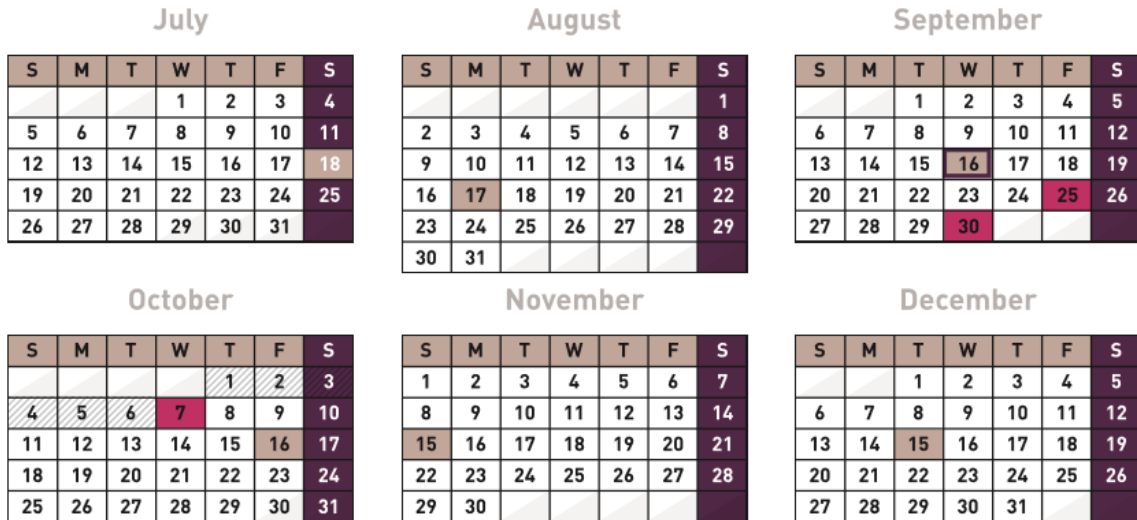 July August September
S M T W T F S S M T W T F S S M T W T F S
1 2 3 4 1 1 2 3 4 5
5 6 7 8 9 10 11 2 3 4 5 6 7 8 6 7 8 9 10 11 12
12 13 14 15 16 17 18 9 10 11 12 13 14 15 13 14 15 16 17 18 19
19 20 21 22 23 24 25 16 17 18 19 20 21 22 20 21 22 23 24 25 26
26 27 28 29 30 31 23 24 25 26 27 28 29 27 28 29 30
30 31
October November December
S M T W T F S S M T W T F S S M T W T F S
1 2 3 1 2 3 4 5 6 7 1 2 3 4 5
4 5 6 7 8 9 10 8 9 10 11 12 13 14 6 7 8 9 10 11 12
11 12 13 14 15 16 17 15 16 17 18 19 20 21 13 14 15 16 17 18 19
18 19 20 21 22 23 24 22 23 24 25 26 27 28 20 21 22 23 24 25 26
25 26 27 28 29 30 31 29 30 27 28 29 30 31